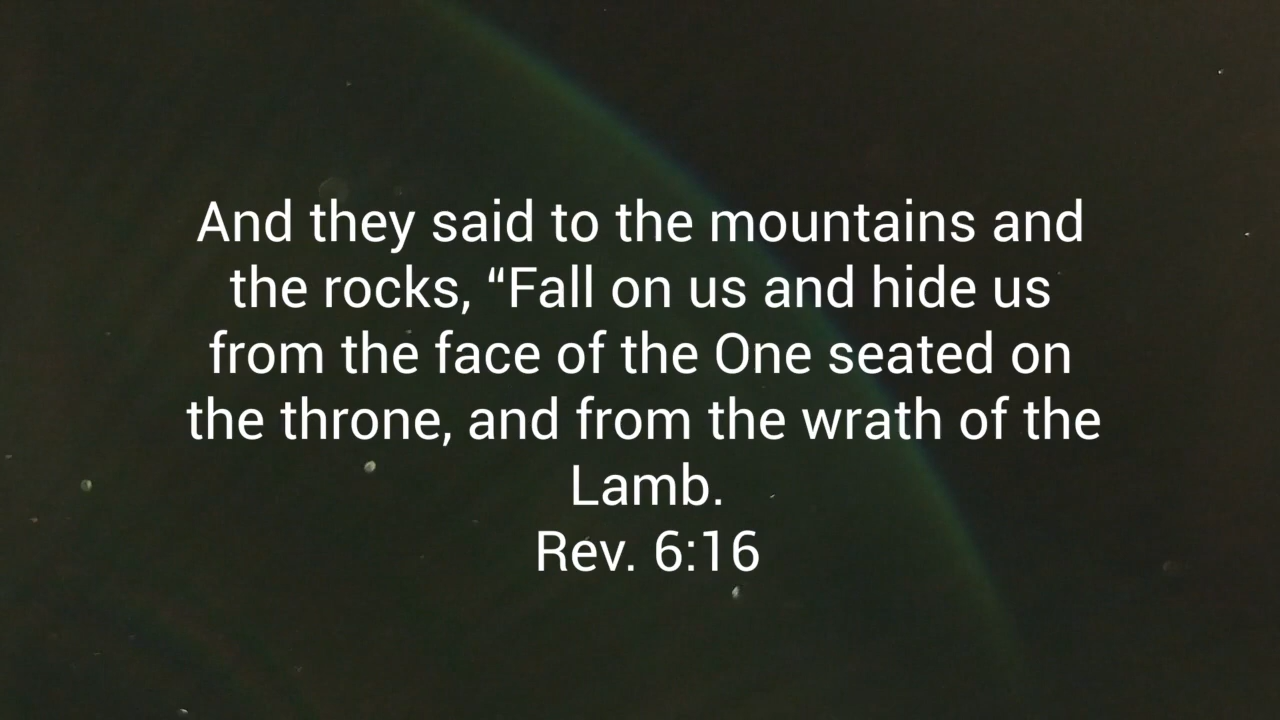 And they said to the mountains and
the rocks, “Fall on us and hide us
from the face of the One seated on
the throne, and from the wrath of the
Lamb.
Rev. 6:16